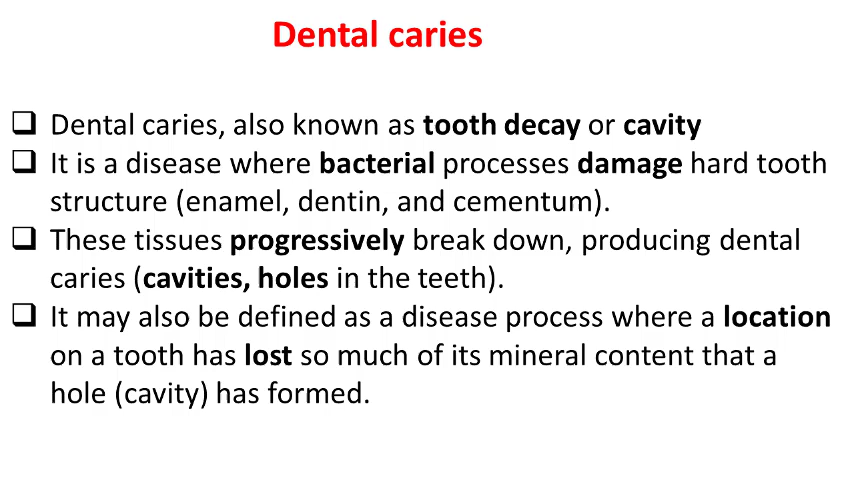 Dental caries
❑ Dental caries, also known as tooth decay or cavity
❑ It is a disease where bacterial processes damage hard tooth
structure (enamel, dentin, and cementum).
❑ These tissues progressively break down, producing dental
caries (cavities, holes in the teeth).
❑ It may also be defined as a disease process where a location
on a tooth has lost so much of its mineral content that a
hole (cavity) has formed.